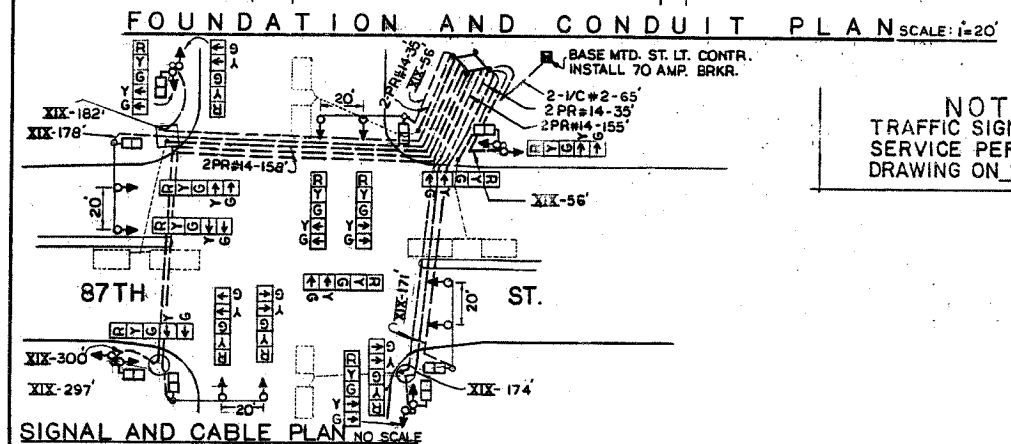 FOUNDATION AND CONDUIT PLAN SCALE: 1=20'
R Y G Y G
G Y G Y R
2PR#14-35'
XIX-56'
BASE MTD. ST. LT. CONTR.
INSTALL 70 AMP. BRKR.
2-1/C #2-65'
2 PR#14-35'
2PR#14-155'
20'
XIX-182'
XIX-178'
R Y G Y G
NOT
TRAFFIC SIGN
SERVICE PER
DRAWING ON
2PR#14-158'
R Y G Y G
R Y G Y G
R Y G Y G
R Y G Y G
XIX-56'
20'
R Y G Y G
87TH
ST.
R Y G Y G
XIX-171'
20'
G Y G Y R
G Y G Y R
R Y G Y G
XIX-300'
XIX-297'
R Y G Y G
G Y G Y R
XIX-174'
20'
SIGNAL AND CABLE PLAN NO SCALE